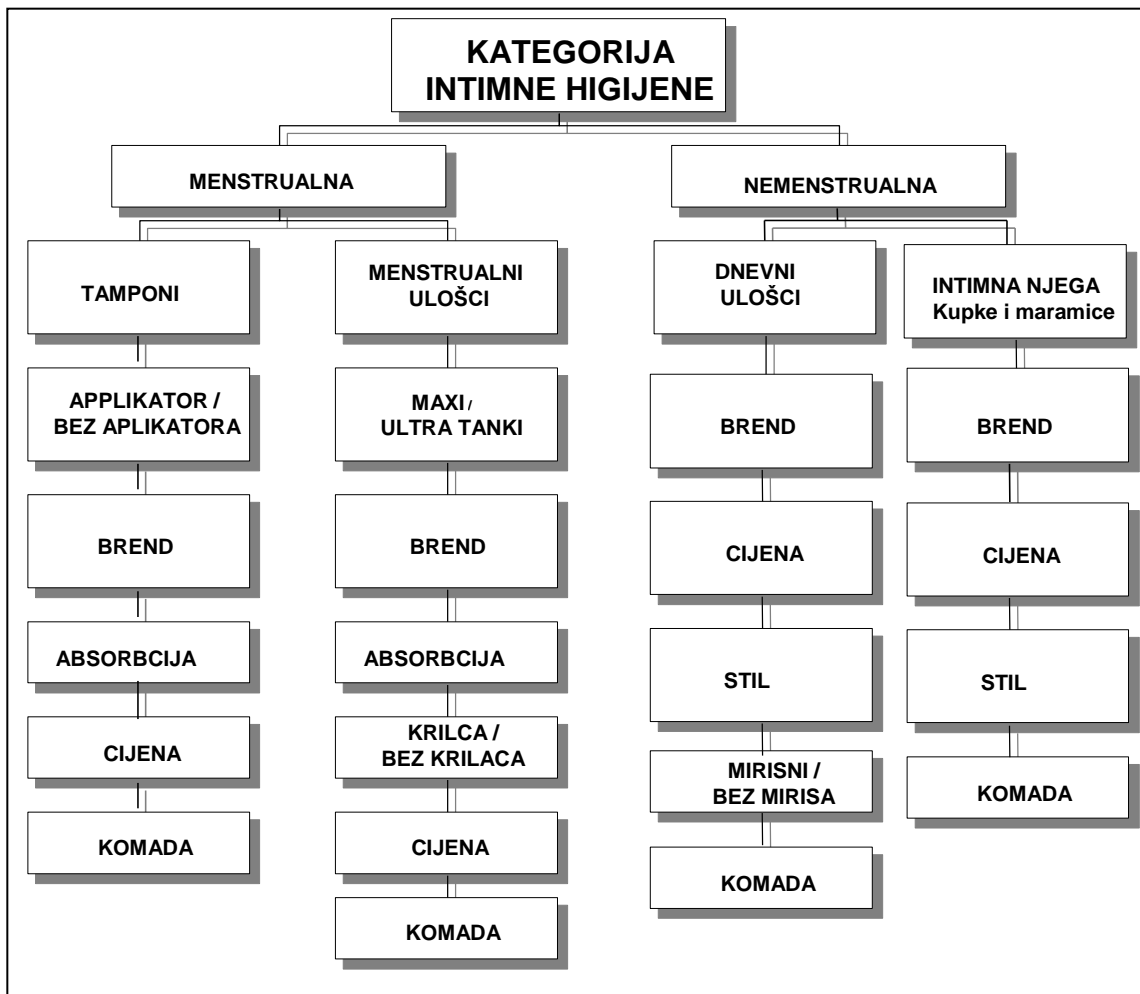 KATEGORIJA
INTIMNE HIGIJENE
MENSTRUALNA
NEMENSTRUALNA
TAMPONI
MENSTRUALNI
ULOŠCI
DNEVNI
ULOŠCI
INTIMNA NJEGA
Kupke i maramice
APPLIKATOR /
BEZ APLIKATORA
MAXI /
ULTRA TANKI
BREND
BREND
BREND
BREND
CIJENA
CIJENA
ABSORBCIJA
ABSORBCIJA
STIL
STIL
CIJENA
KRILCA /
BEZ KRILACA
MIRISNI /
BEZ MIRISA
KOMADA
KOMADA
CIJENA
KOMADA
KOMADA